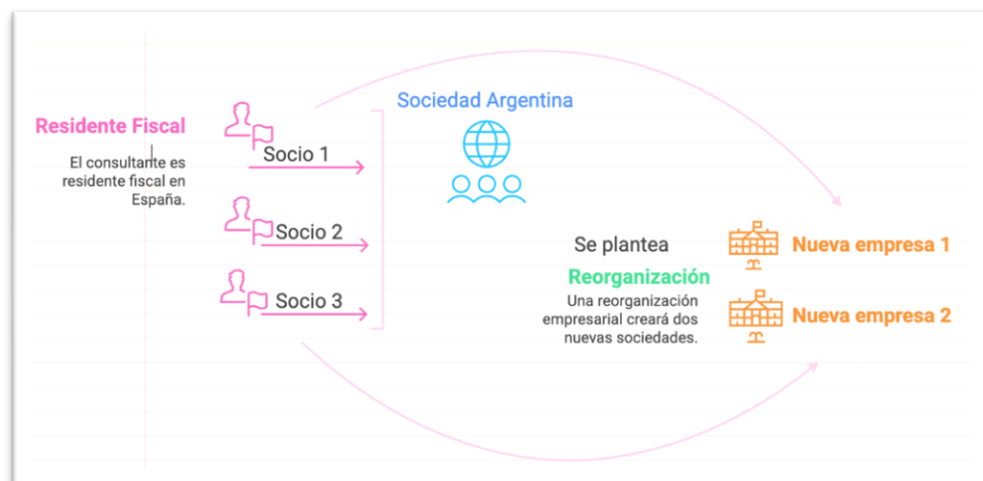 Sociedad Argentina
Residente Fiscal
El consultante es
residente fiscal en
España.
Socio 1
Socio 2
Socio 3
Se plantea
Reorganización
Una reorganización
empresarial creará dos
nuevas sociedades.
Nueva empresa 1
Nueva empresa 2